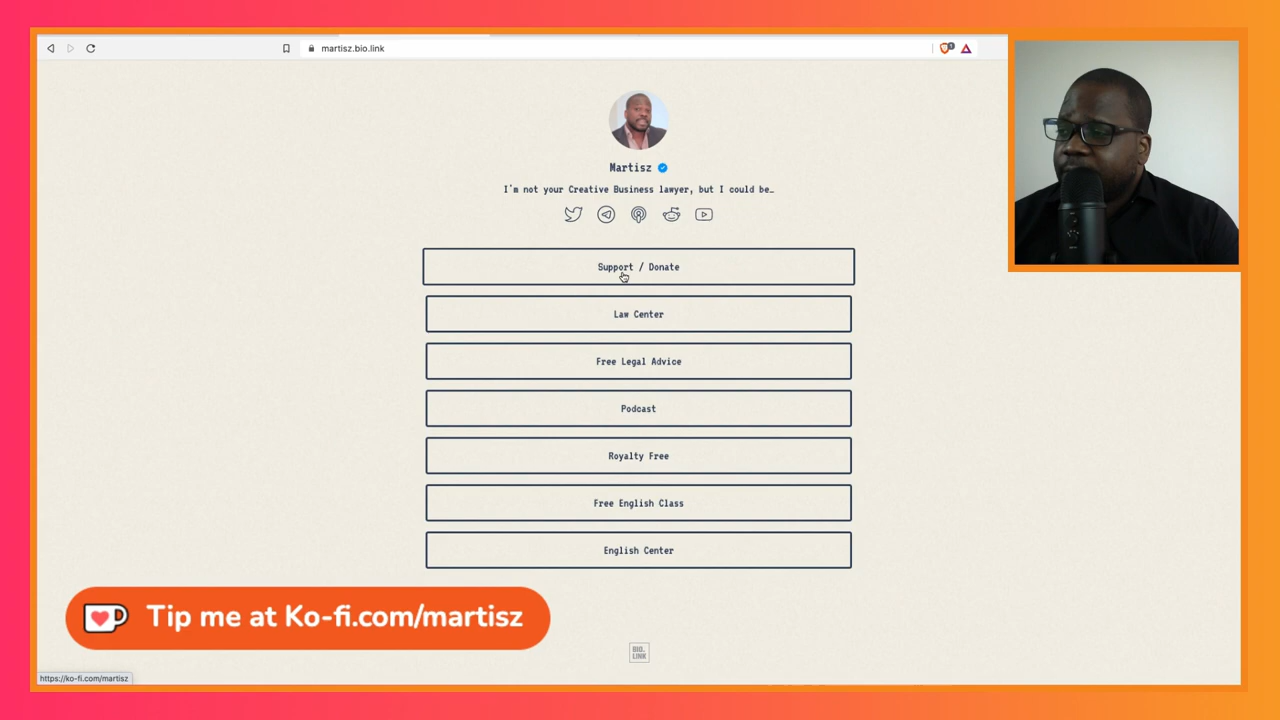 martisz.bio.link
1
Martisz
I'm not your Creative Business lawyer, but I could be…
Support / Donate
Law Center
Free Legal Advice
Podcast
Royalty Free
Free English Class
English Center
Tip me at Ko-fi.com/martisz
BIO.
LINK
https://ko-fi.com/martisz